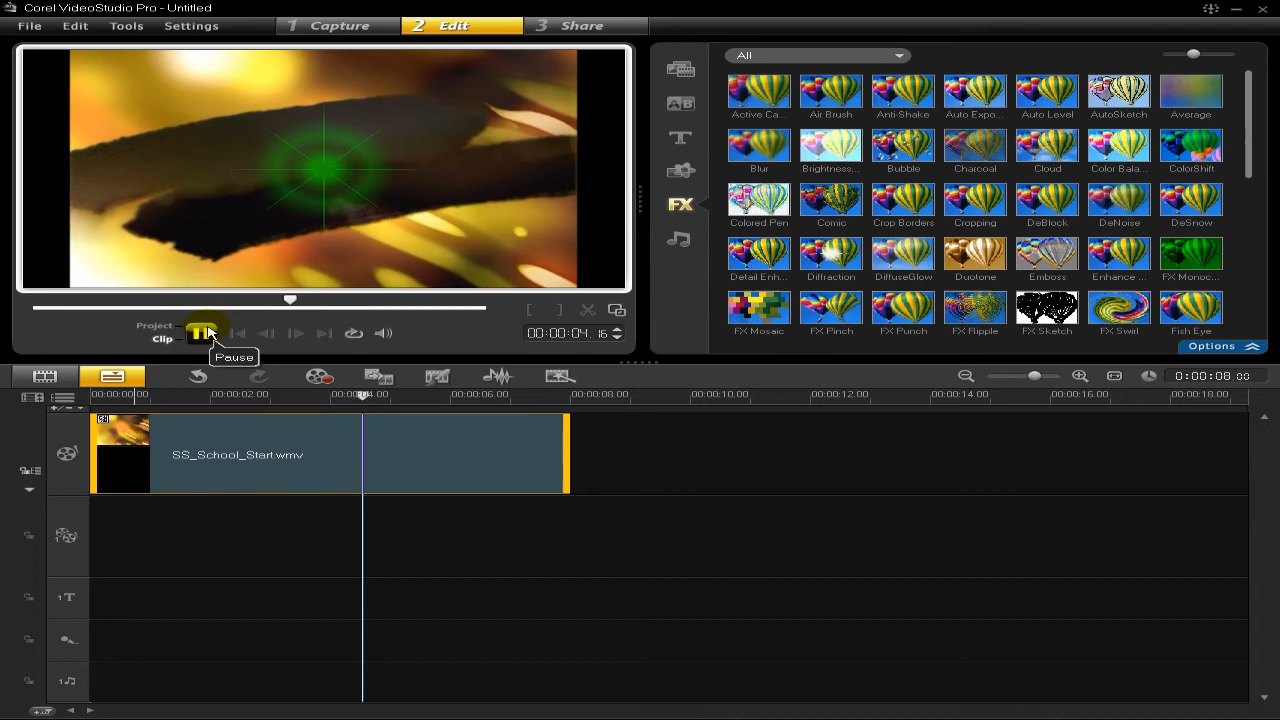 Corel VideoStudio Pro - Untitled
File Edit Tools Settings 1 Capture 2 Edit 3 Share
All
Active Ca... Air Brush Anti-Shake Auto Expo... Auto Level AutoSketch Average
Blur Brightness... Bubble Charcoal Cloud Color Bala... ColorShift
Colored Pen Comic Crop Borders Cropping DeBlock DeNoise DeSnow
Detail Enh... Diffraction DiffuseGlow Duotone Emboss Enhance ... FX Monoc...
FX Mosaic FX Pinch FX Punch FX Ripple FX Sketch FX Swirl Fish Eye
AB
T
FX
Options
Project
Clip
00:00:04. 16
Pause
0:00:08.00
00:00:00.00 00:00:02.00 00:00:04.00 00:00:06.00 00:00:08.00 00:00:10.00 00:00:12.00 00:00:14.00 00:00:16.00 00:00:18.00
SS_School_Start.wmv
1
1 T
1